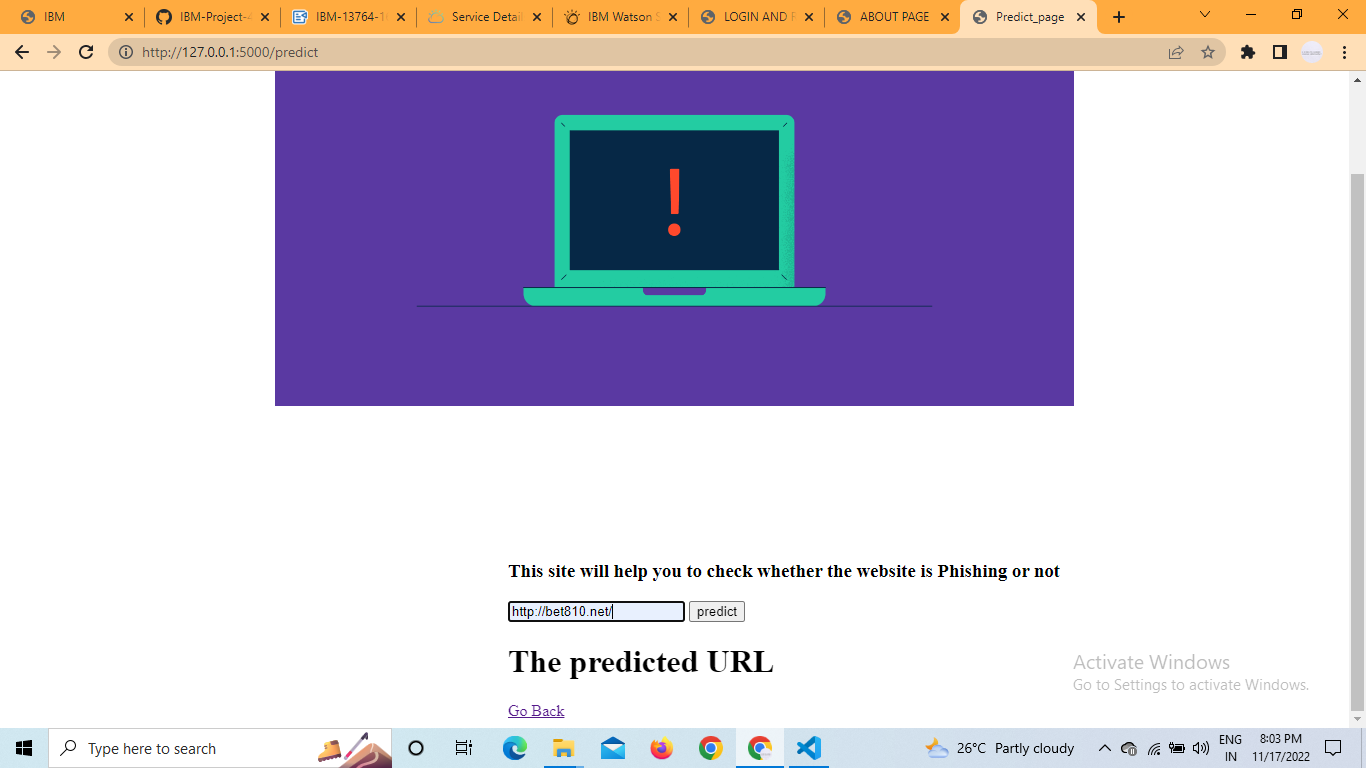 IBM
IBM-Project-4
IBM-13764-16
Service Detail
IBM Watson S
LOGIN AND R
ABOUT PAGE
Predict_page
http://127.0.0.1:5000/predict
!
This site will help you to check whether the website is Phishing or not
http://bet810.net/
predict
The predicted URL
Go Back
Activate Windows
Go to Settings to activate Windows.
Type here to search
26°C Partly cloudy
ENG
IN
8:03 PM
11/17/2022